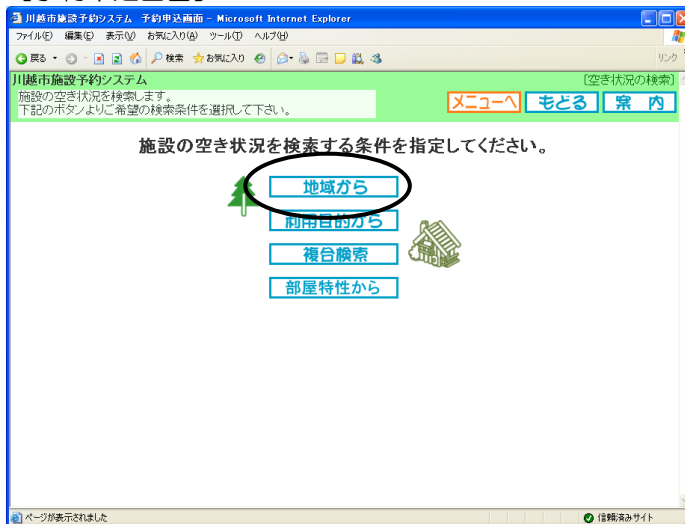 川越市施設予約システム 予約申込画面 - Microsoft Internet Explorer
ファイル(F) 編集(E) 表示(V) お気に入り(A) ツール(T) ヘルプ(H)
戻る 検索 お気に入り リンク
川越市施設予約システム [空き状況の検索]
施設の空き状況を検索します。
下記のボタンよりご希望の検索条件を選択して下さい。
メニューへ もどる 案 内
施設の空き状況を検索する条件を指定してください。
地域から
利用目的から
複合検索
部屋特性から
ページが表示されました 信頼済みサイト